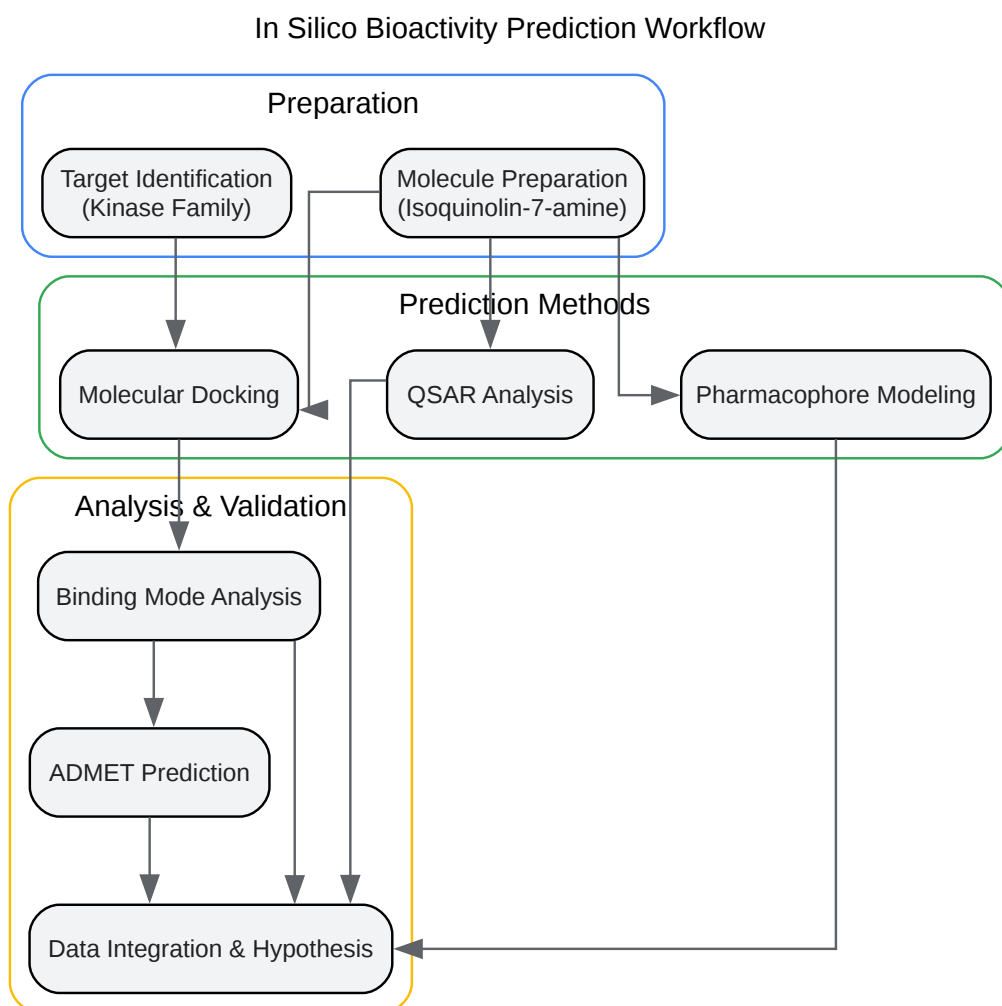 In Silico Bioactivity Prediction Workflow
Preparation
Target Identification
(Kinase Family)
Molecule Preparation
(Isoquinolin-7-amine)
Prediction Methods
Molecular Docking
QSAR Analysis
Pharmacophore Modeling
Analysis & Validation
Binding Mode Analysis
ADMET Prediction
Data Integration & Hypothesis